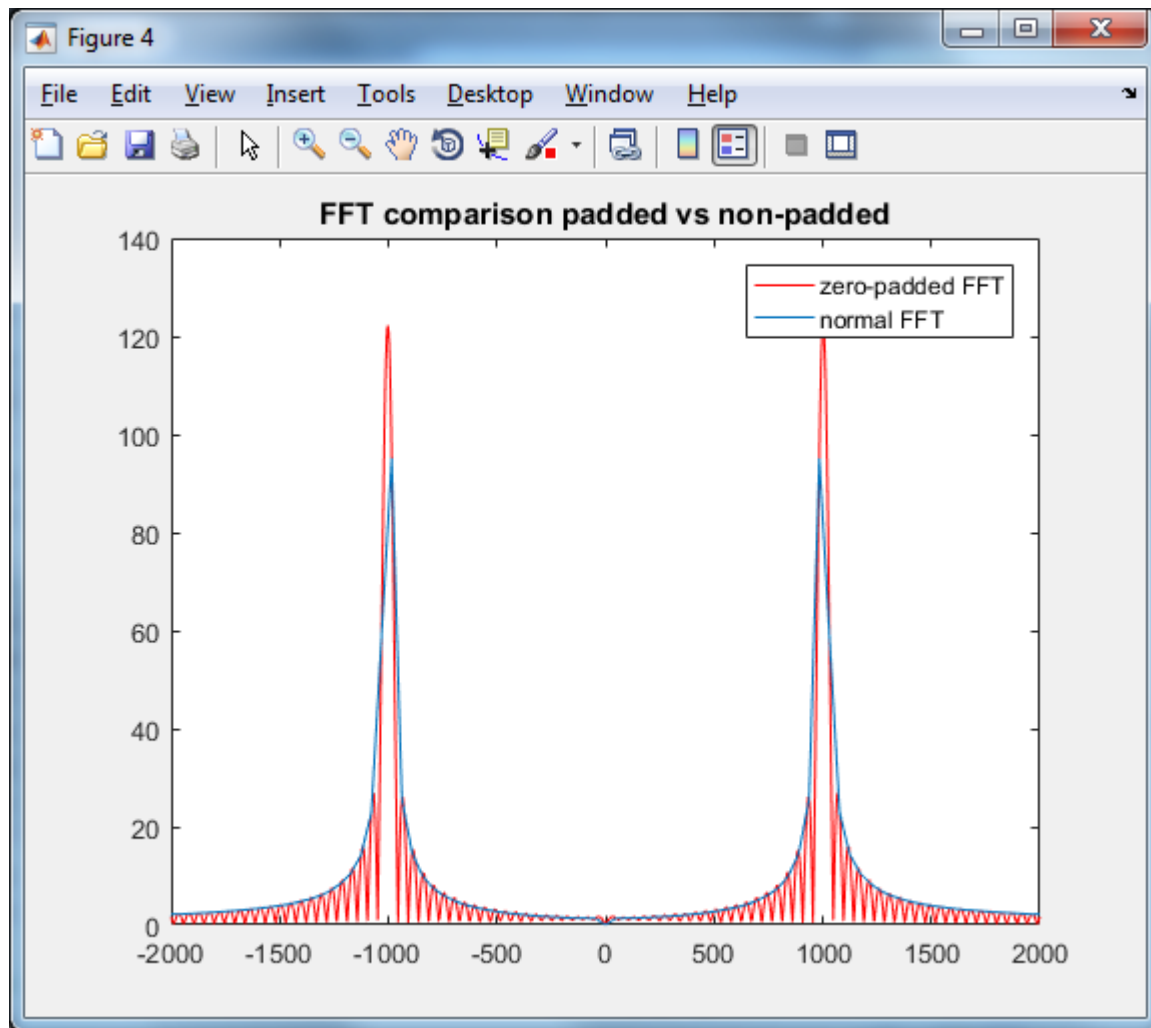 Figure 4
File Edit View Insert Tools Desktop Window Help
FFT comparison padded vs non-padded
140
120
100
80
60
40
20
0
zero-padded FFT
normal FFT
-2000 -1500 -1000 -500 0 500 1000 1500 2000